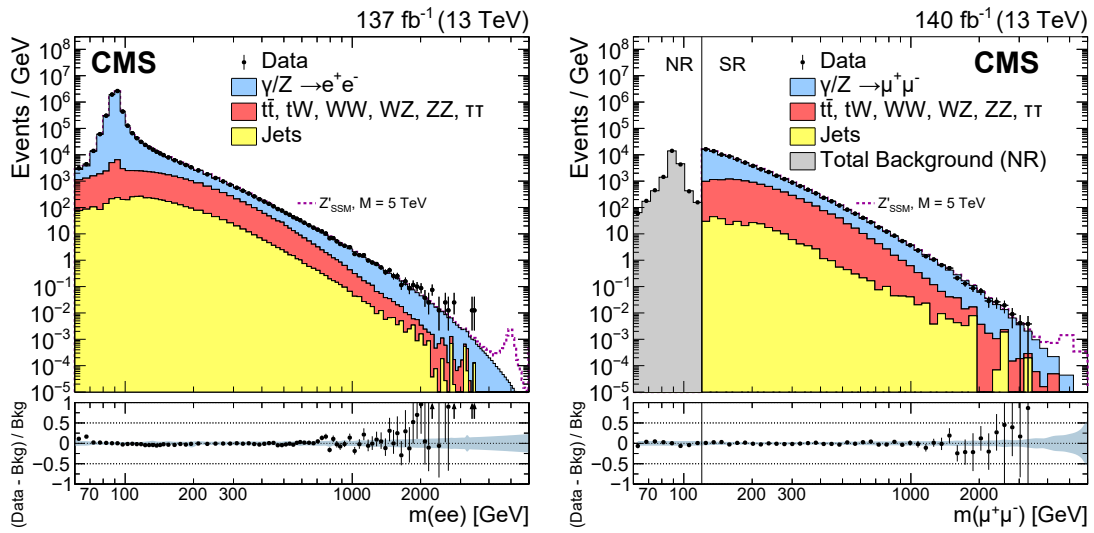 137 fb⁻¹ (13 TeV)
CMS
Data
γ/Z →e⁺e⁻
tt̄, tW, WW, WZ, ZZ, ττ
Jets
Z'SSM, M = 5 TeV
Events / GeV
10⁸
10⁷
10⁶
10⁵
10⁴
10³
10²
10
1
10⁻¹
10⁻²
10⁻³
10⁻⁴
10⁻⁵
(Data - Bkg) / Bkg
1
0.5
0
−0.5
−1
70 100 200 300 1000 2000
m(ee) [GeV]
140 fb⁻¹ (13 TeV)
NR SR
CMS
Data
γ/Z →μ⁺μ⁻
tt̄, tW, WW, WZ, ZZ, ττ
Jets
Total Background (NR)
Z'SSM, M = 5 TeV
Events / GeV
10⁸
10⁷
10⁶
10⁵
10⁴
10³
10²
10
1
10⁻¹
10⁻²
10⁻³
10⁻⁴
10⁻⁵
(Data - Bkg) / Bkg
1
0.5
0
−0.5
−1
70 100 200 300 1000 2000
m(μ⁺μ⁻) [GeV]